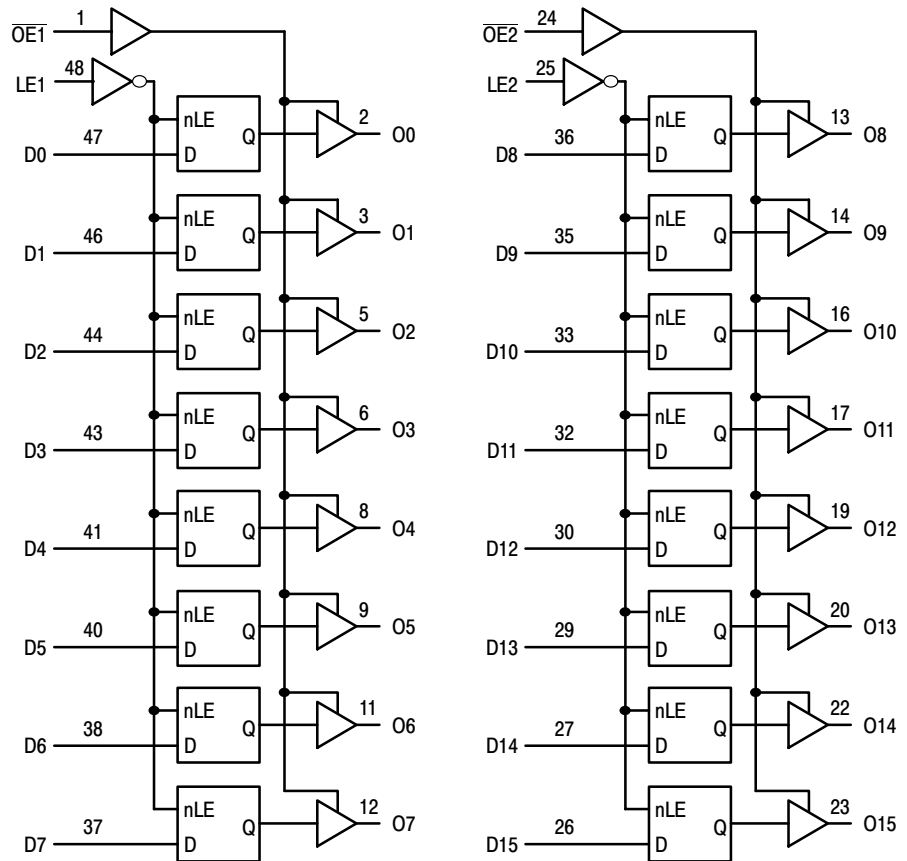 OE1 1
LE1 48
nLE Q 2 O0
D0 47 D
nLE Q 3 O1
D1 46 D
nLE Q 5 O2
D2 44 D
nLE Q 6 O3
D3 43 D
nLE Q 8 O4
D4 41 D
nLE Q 9 O5
D5 40 D
nLE Q 11 O6
D6 38 D
nLE Q 12 O7
D7 37 D
OE2 24
LE2 25
nLE Q 13 O8
D8 36 D
nLE Q 14 O9
D9 35 D
nLE Q 16 O10
D10 33 D
nLE Q 17 O11
D11 32 D
nLE Q 19 O12
D12 30 D
nLE Q 20 O13
D13 29 D
nLE Q 22 O14
D14 27 D
nLE Q 23 O15
D15 26 D